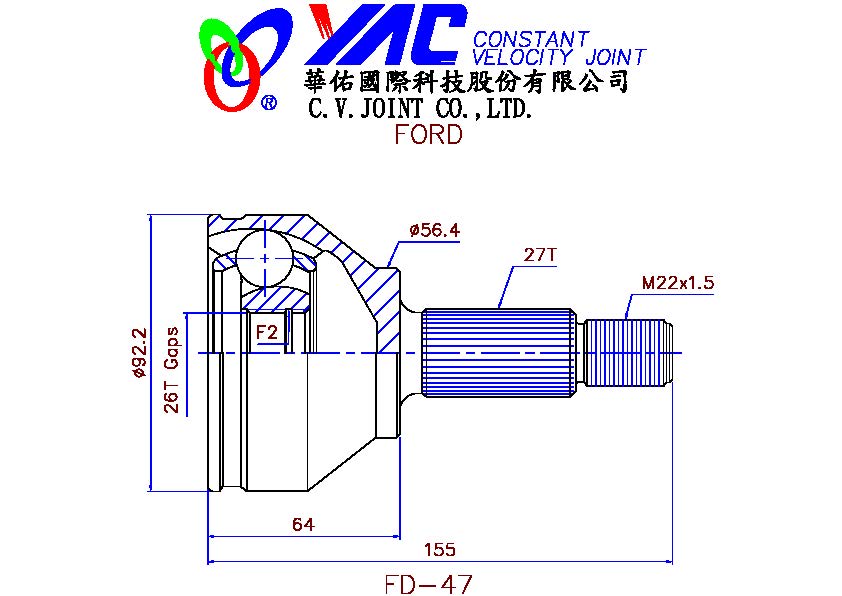 YAC CONSTANT
VELOCITY JOINT
®
華佑國際科技股份有限公司
C.V.JOINT CO.,LTD.
FORD
ø56.4
27T
M22x1.5
F2
ø92.2
26T Gaps
64
155
FD-47